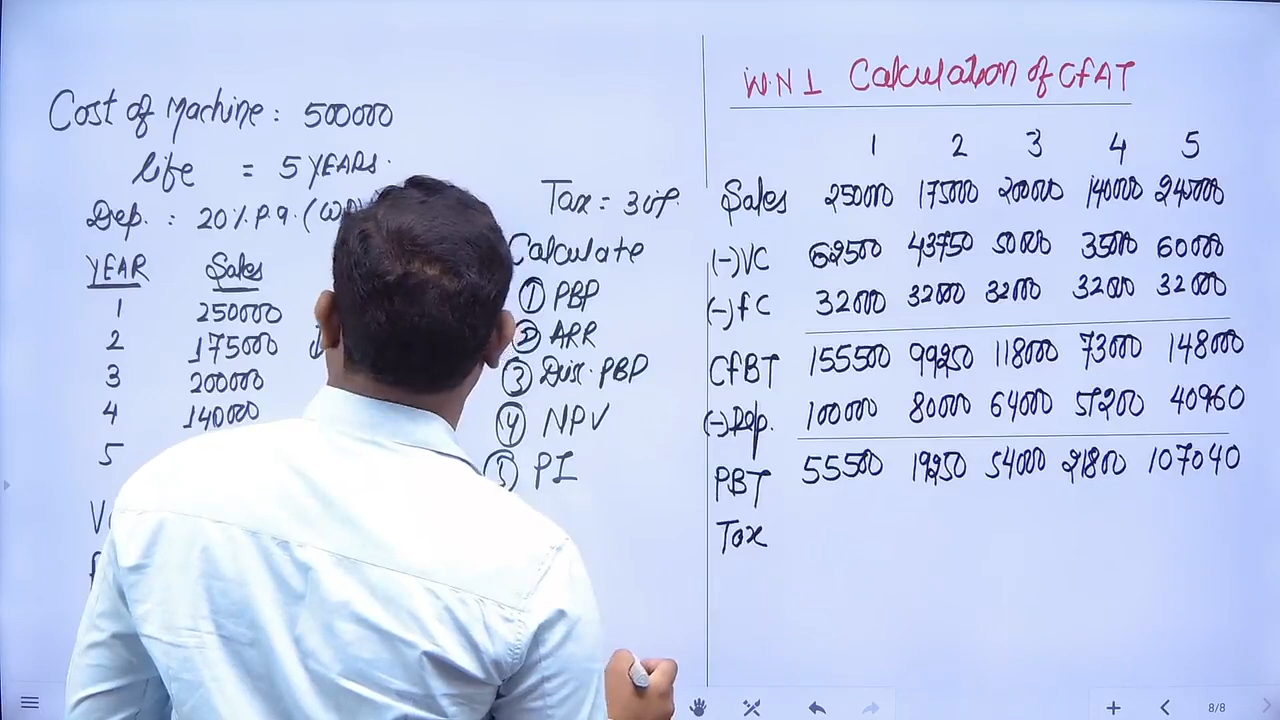 Cost of Machine: 500000
life = 5 YEARS.
Dep. : 20% p.a. (W
YEAR Sales
1 250000
2 175000
3 200000
4 140000
5
V
Tax = 30%.
Calculate
① PBP
② ARR
③ Disc. PBP
④ NPV
⑤ PI
W.N 1 Calculation of CFAT
1 2 3 4 5
Sales 250000 175000 200000 140000 240000
(-) VC 62500 43750 50000 35000 60000
(-) FC 32000 32000 32000 32000 32000
CFBT 155500 99250 118000 73000 148000
(-) Dep. 100000 80000 64000 51200 40960
PBT 55500 19250 54000 21800 107040
Tax
8/8